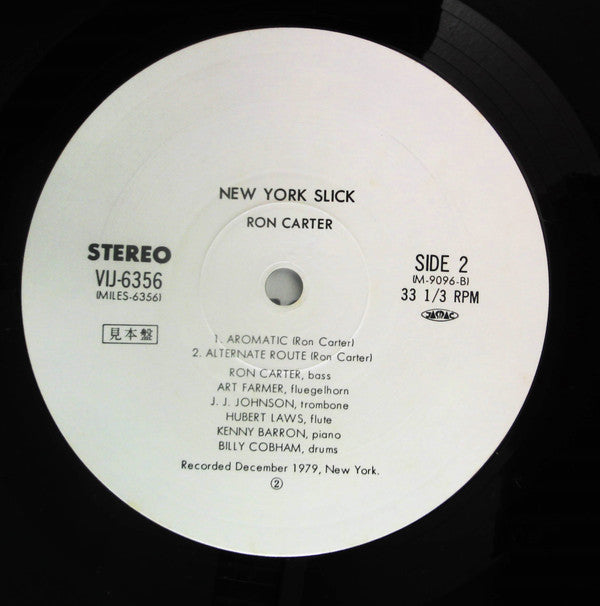 NEW YORK SLICK
RON CARTER
STEREO
VIJ-6356
(MILES-6356)
見本盤
SIDE 2
(M-9096-B)
33 1/3 RPM
JASRAC
1. AROMATIC (Ron Carter)
2. ALTERNATE ROUTE (Ron Carter)
RON CARTER, bass
ART FARMER, fluegelhorn
J. J. JOHNSON, trombone
HUBERT LAWS, flute
KENNY BARRON, piano
BILLY COBHAM, drums
Recorded December 1979, New York.
②